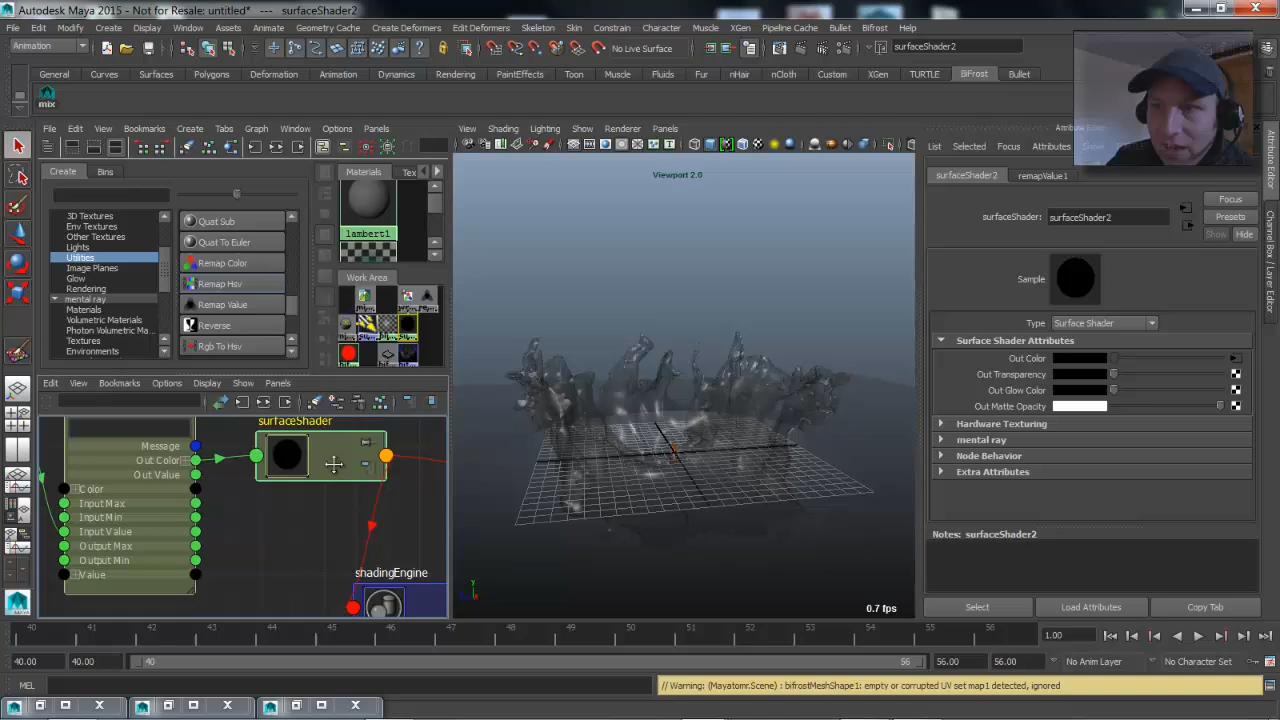 Autodesk Maya 2015 - Not for Resale: untitled* --- surfaceShader2
File Edit Modify Create Display Window Assets Animate Geometry Cache Create Deformers Edit Deformers Skeleton Skin Constrain Character Muscle XGen Pipeline Cache Bullet Bifrost Help
Animation
No Live Surface
surfaceShader2
General Curves Surfaces Polygons Deformation Animation Dynamics Rendering PaintEffects Toon Muscle Fluids Fur nHair nCloth Custom XGen TURTLE BiFrost Bullet
mix
File Edit View Bookmarks Create Tabs Graph Window Options Panels
View Shading Lighting Show Renderer Panels
List Selected Focus Attributes
Create Bins
Materials Tex
surfaceShader2 remapValue1
Viewport 2.0
Focus
Presets
Show Hide
surfaceShader: surfaceShader2
3D Textures
Env Textures
Other Textures
Lights
Utilities
Image Planes
Glow
Rendering
mental ray
Materials
Volumetric Materials
Photon Volumetric Ma...
Textures
Environments
Quat Sub
Quat To Euler
Remap Color
Remap Hsv
Remap Value
Reverse
Rgb To Hsv
lambert1
Work Area
Sample
Type Surface Shader
Surface Shader Attributes
Out Color
Out Transparency
Out Glow Color
Out Matte Opacity
Hardware Texturing
mental ray
Node Behavior
Extra Attributes
Edit View Bookmarks Options Display Show Panels
surfaceShader
Message
Out Color
Out Value
Color
Input Max
Input Min
Input Value
Output Max
Output Min
Value
shadingEngine
0.7 fps
Notes: surfaceShader2
Select Load Attributes Copy Tab
Attribute Editor
Channel Box / Layer Editor
40 41 42 43 44 45 46 47 48 49 50 51 52 53 54 55 56
1.00
40.00 40.00 40 56 56.00 56.00 No Anim Layer No Character Set
MEL
// Warning: (Mayatomr.Scene) : bifrostMeshShape1: empty or corrupted UV set map1 detected, ignored